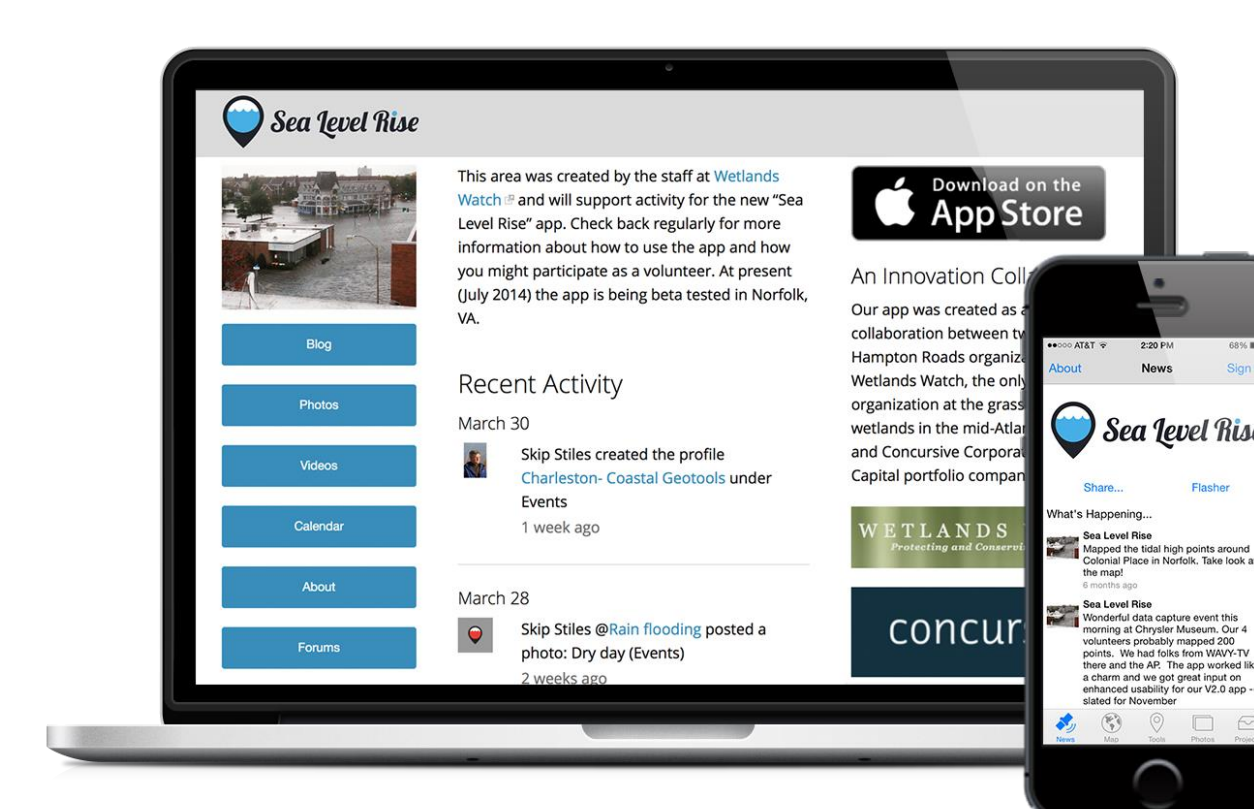 Sea Level Rise
Blog
Photos
Videos
Calendar
About
Forums
This area was created by the staff at Wetlands
Watch and will support activity for the new “Sea
Level Rise” app. Check back regularly for more
information about how to use the app and how
you might participate as a volunteer. At present
(July 2014) the app is being beta tested in Norfolk,
VA.
Recent Activity
March 30
Skip Stiles created the profile
Charleston- Coastal Geotools under
Events
1 week ago
March 28
Skip Stiles @Rain flooding posted a
photo: Dry day (Events)
2 weeks ago
Download on the
App Store
An Innovation
Our app was created as
collaboration between
Hampton Roads
Wetlands Watch, the only
organization at the
wetlands in the
and Concursive
Capital portfolio
WETLANDS
Protecting and
AT&T 2:20 PM 68%
About News Sign
Sea Level Rise
Share... Flasher
What's Happening...
Sea Level Rise
Mapped the tidal high points around
Colonial Place in Norfolk. Take look
the map!
6 months ago
Sea Level Rise
Wonderful data capture event this
morning at Chrysler Museum. Our 4
volunteers probably mapped 200
points. We had folks from WAVY-TV
there and the AP. The app worked
a charm and we got great input on
enhanced usability for our V2.0 app -
slated for November
News Map Tools Photos